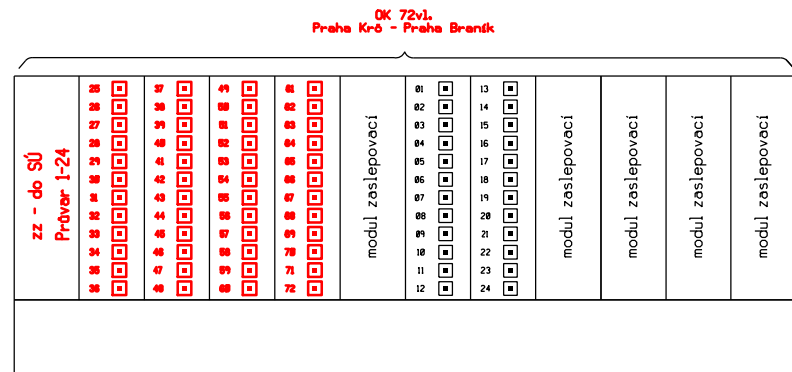 OK 72vl.
Praha Krč - Praha Braník
zz - do SÚ
Průvar 1-24
25 37 49 61 01 13
26 38 50 62 02 14
27 39 51 63 03 15
28 40 52 64 04 16
29 41 53 65 05 17
30 42 54 66 06 18
31 43 55 67 07 19
32 44 56 68 08 20
33 45 57 69 09 21
34 46 58 70 10 22
35 47 59 71 11 23
36 48 60 72 12 24
modul zaslepovací
modul zaslepovací
modul zaslepovací
modul zaslepovací
modul zaslepovací